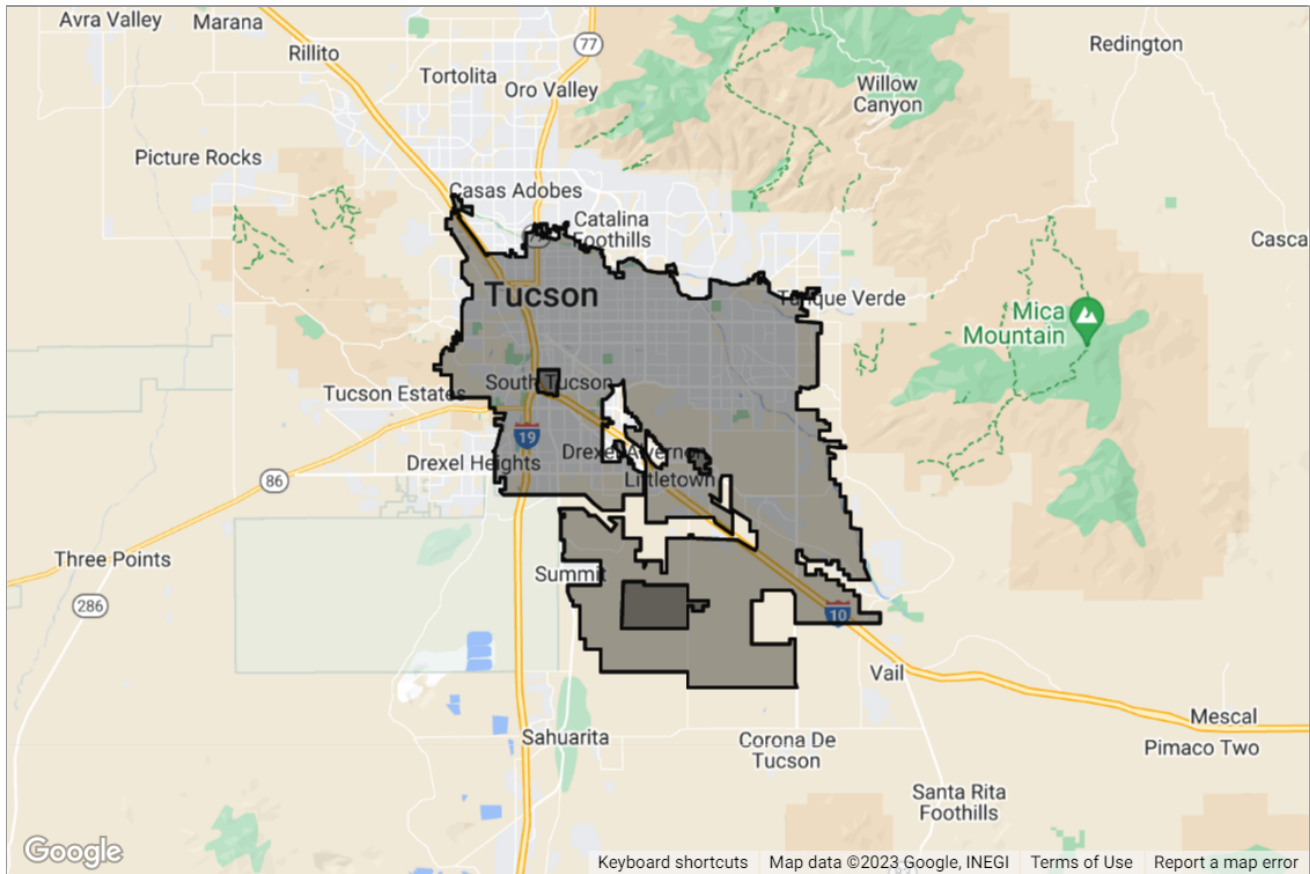 Avra Valley
Marana
Rillito
77
Redington
Tortolita
Oro Valley
Willow
Canyon
Picture Rocks
Casas Adobes
Catalina
Foothills
77
Casca
Tucson
Tanque Verde
Mica
Mountain
South Tucson
Tucson Estates
19
Drexel Heights
Drexel-Alvernon
Littletown
86
Three Points
Summit
286
10
Vail
Mescal
Pimaco Two
Sahuarita
Corona De
Tucson
Santa Rita
Foothills
Google
Keyboard shortcuts
Map data ©2023 Google, INEGI
Terms of Use
Report a map error